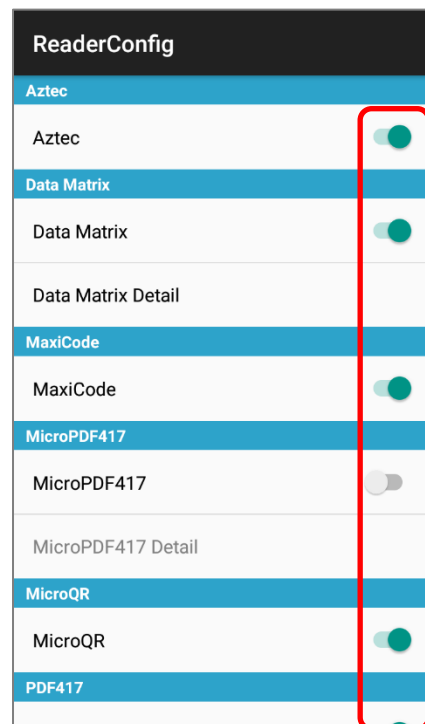 ReaderConfig
Aztec
Aztec
Data Matrix
Data Matrix
Data Matrix Detail
MaxiCode
MaxiCode
MicroPDF417
MicroPDF417
MicroPDF417 Detail
MicroQR
MicroQR
PDF417